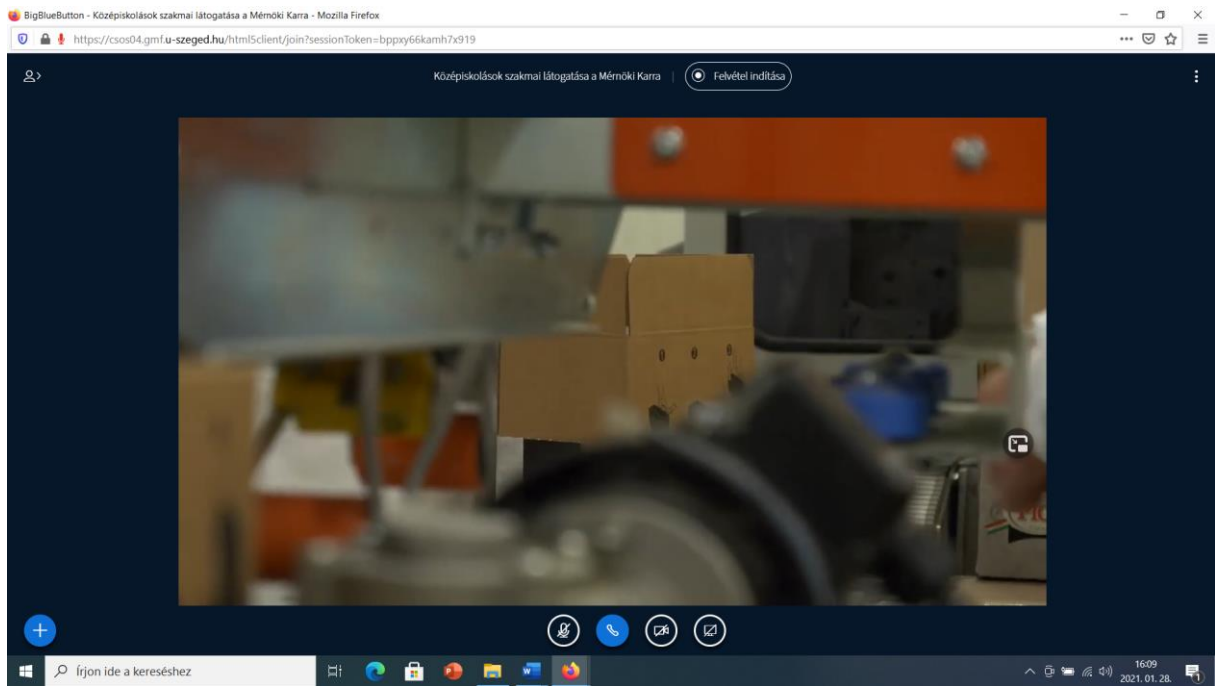 BigBlueButton - Középiskolások szakmai látogatása a Mérnöki Karra - Mozilla Firefox
https://csos04.gmf.u-szeged.hu/html5client/join?sessionToken=bppxy66kamh7x919
Középiskolások szakmai látogatása a Mérnöki Karra | Felvétel indítása
Írjon ide a kereséshez
16:09
2021. 01. 28.
1